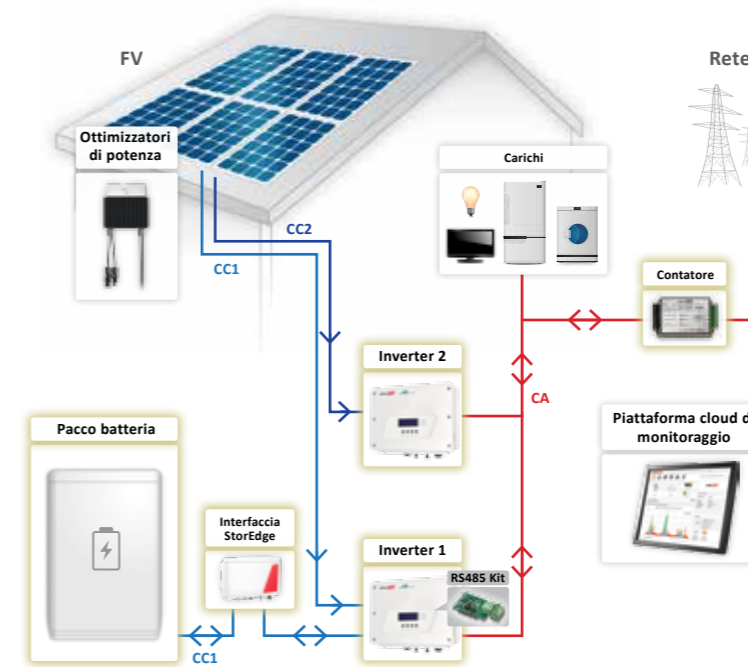 FV
Rete
Ottimizzatori
di potenza
Carichi
CC2
CC1
Contatore
Inverter 2
CA
Piattaforma cloud d
monitoraggio
Pacco batteria
Interfaccia
StorEdge
Inverter 1
RS485 Kit
CC1